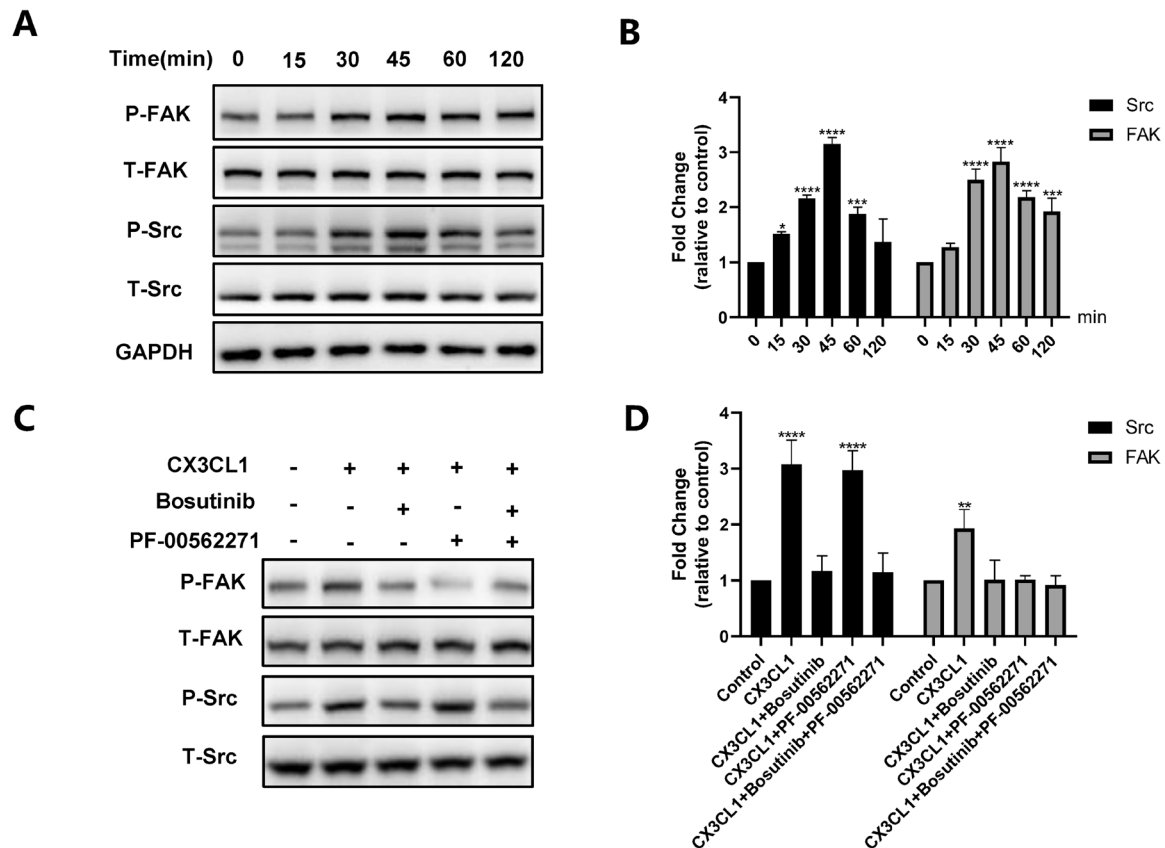 A
Time(min) 0 15 30 45 60 120
P-FAK
T-FAK
P-Src
T-Src
GAPDH
B
Fold Change
(ralative to control)
4
3
2
1
0
* **** **** ***
**** **** **** ***
0 15 30 45 60 120 0 15 30 45 60 120
min
Src
FAK
C
CX3CL1 - + + + +
Bosutinib - - + - +
PF-00562271 - - - + +
P-FAK
T-FAK
P-Src
T-Src
D
Fold Change
(ralative to control)
4
3
2
1
0
**** **** **
Control
CX3CL1
CX3CL1+Bosutinib
CX3CL1+PF-00562271
CX3CL1+Bosutinib+PF-00562271
Control
CX3CL1
CX3CL1+Bosutinib
CX3CL1+PF-00562271
CX3CL1+Bosutinib+PF-00562271
Src
FAK